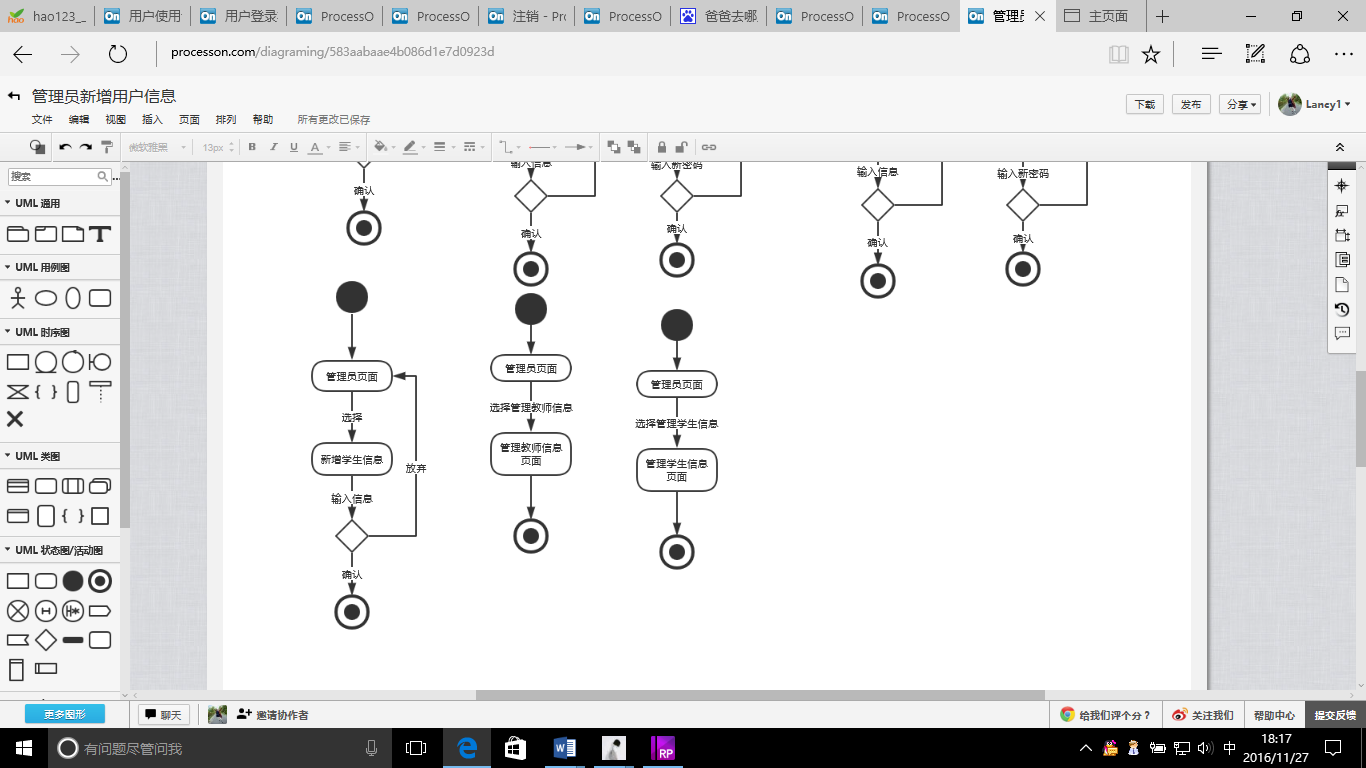 hao123_
用户使用
用户登录
ProcessO
ProcessO
注销 - Pro
ProcessO
爸爸去哪
ProcessO
ProcessO
管理员
主页面
processon.com/diagraming/583aabaae4b086d1e7d0923d
管理员新增用户信息
文件 编辑 视图 插入 页面 排列 帮助 所有更改已保存
下载 发布 分享 Lancy1
微软雅黑 13px B I U A
搜索
UML 通用
UML 用例图
UML 时序图
UML 类图
UML 状态图/活动图
更多图形
确认
输入信息
确认
输入新密码
确认
输入信息
确认
输入新密码
确认
管理员页面
选择
新增学生信息
输入信息
放弃
确认
管理员页面
选择管理教师信息
管理教师信息
页面
管理员页面
选择管理学生信息
管理学生信息
页面
聊天
邀请协作者
给我们评个分？
关注我们
帮助中心
提交反馈
有问题尽管问我
RP
中
18:17
2016/11/27